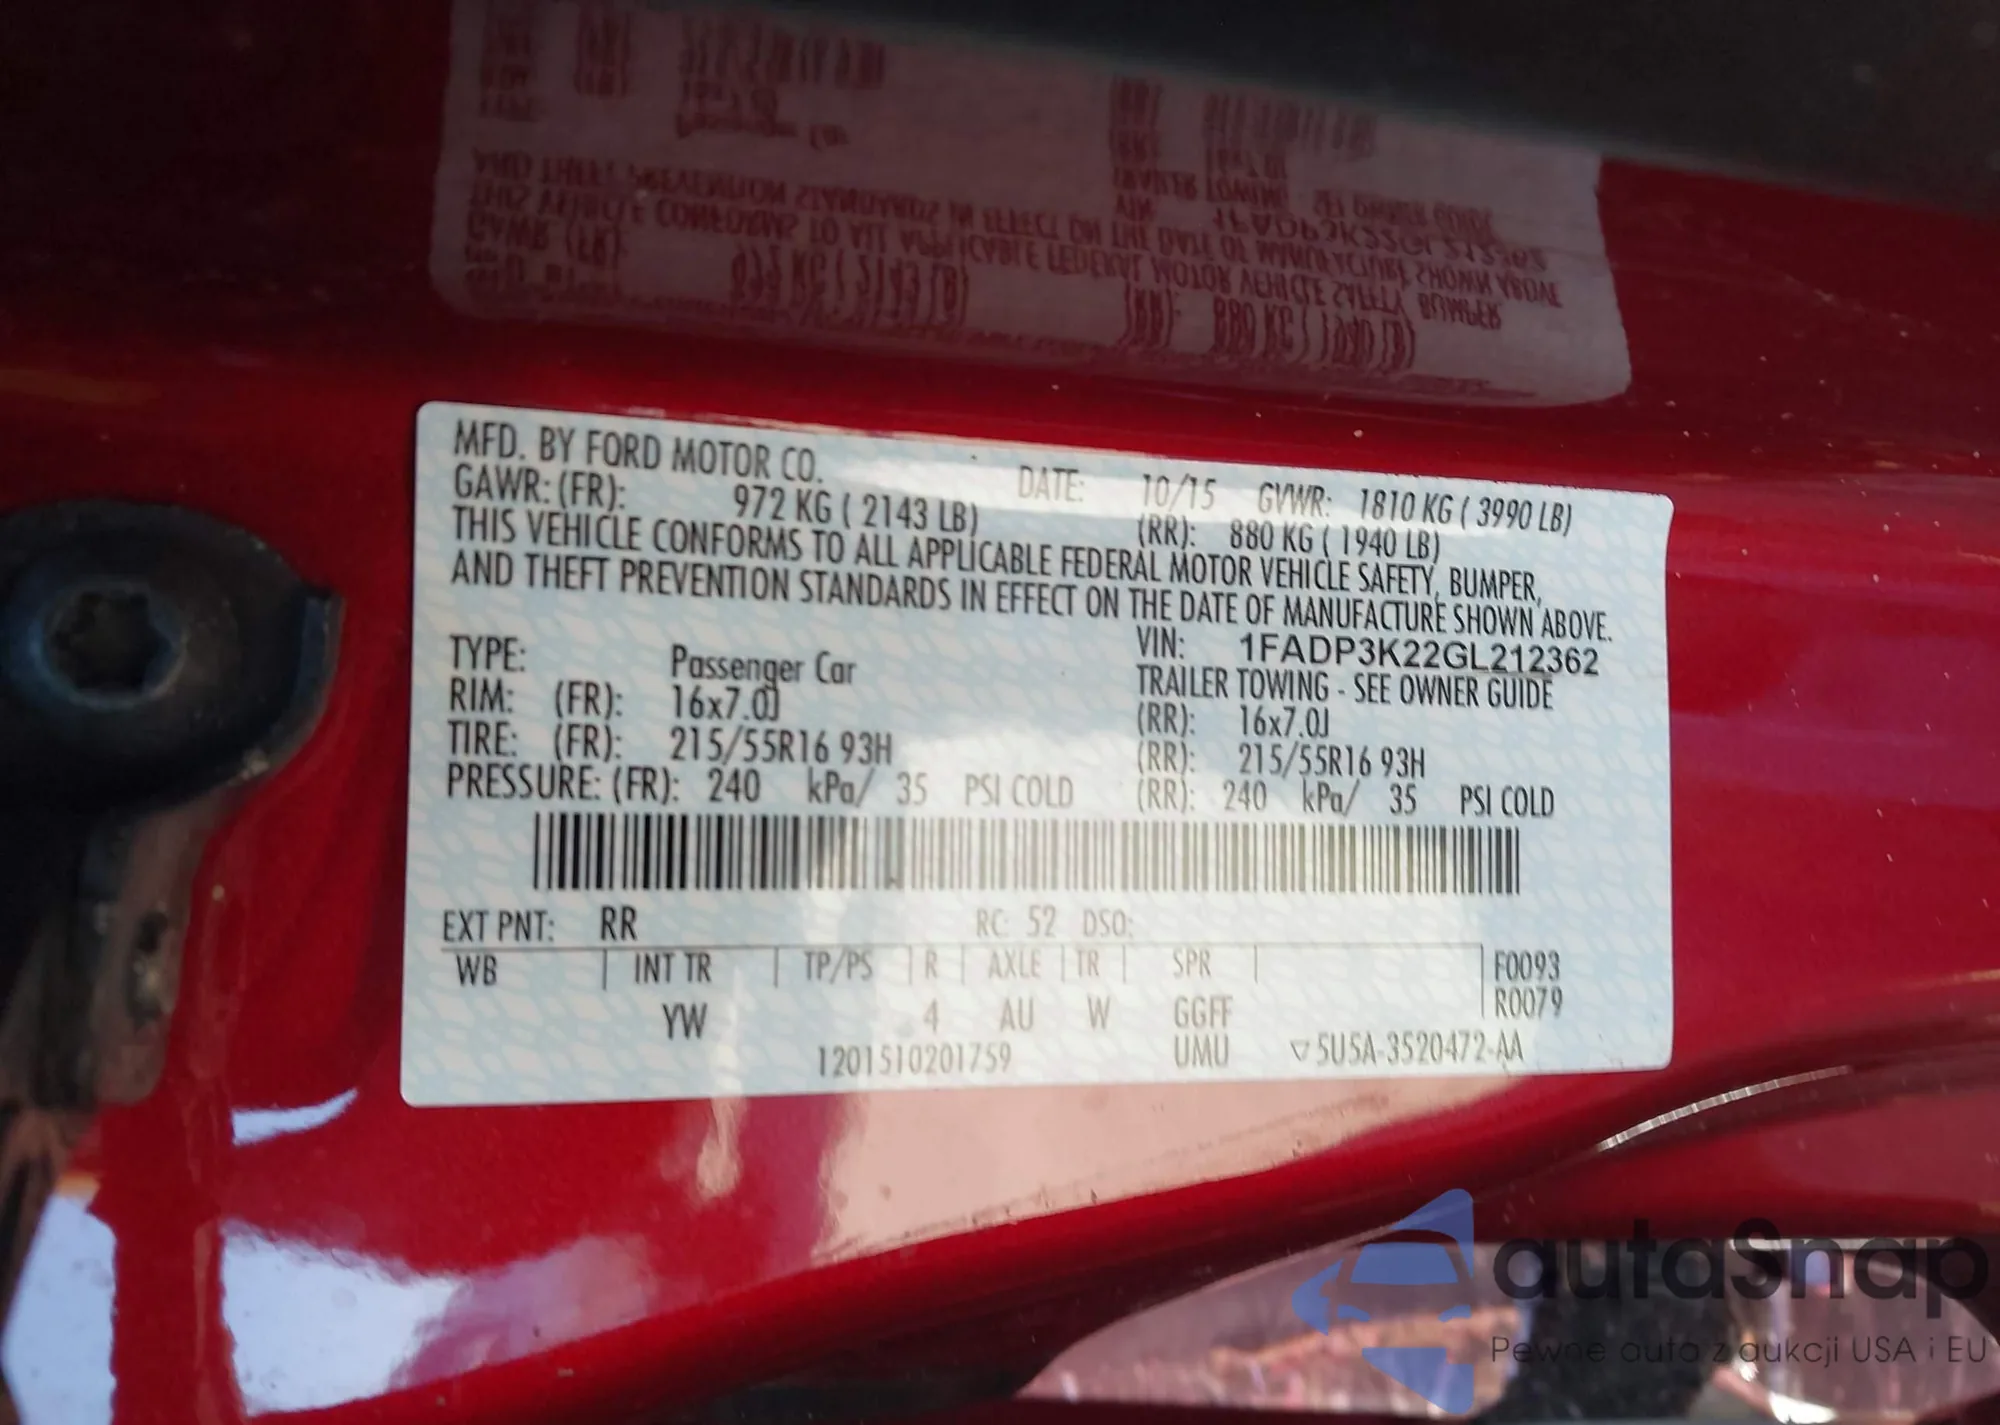 MFD. BY FORD MOTOR CO. DATE: 10/15 GVWR: 1810 KG ( 3990 LB)
GAWR: (FR): 972 KG ( 2143 LB) (RR): 880 KG ( 1940 LB)
THIS VEHICLE CONFORMS TO ALL APPLICABLE FEDERAL MOTOR VEHICLE SAFETY, BUMPER,
AND THEFT PREVENTION STANDARDS IN EFFECT ON THE DATE OF MANUFACTURE SHOWN ABOVE.
VIN: 1FADP3K22GL212362
TYPE: Passenger Car TRAILER TOWING - SEE OWNER GUIDE
RIM: (FR): 16x7.0J (RR): 16x7.0J
TIRE: (FR): 215/55R16 93H (RR): 215/55R16 93H
PRESSURE: (FR): 240 kPa/ 35 PSI COLD (RR): 240 kPa/ 35 PSI COLD
EXT PNT: RR RC: 52 DSO:
WB | INT TR | TP/PS | R | AXLE | TR | SPR | F0093
R0079
YW 4 AU W GGFF
1201510201759 UMU ▽5U5A-3520472-AA
autaSnap
Pewne auta z aukcji USA i EU